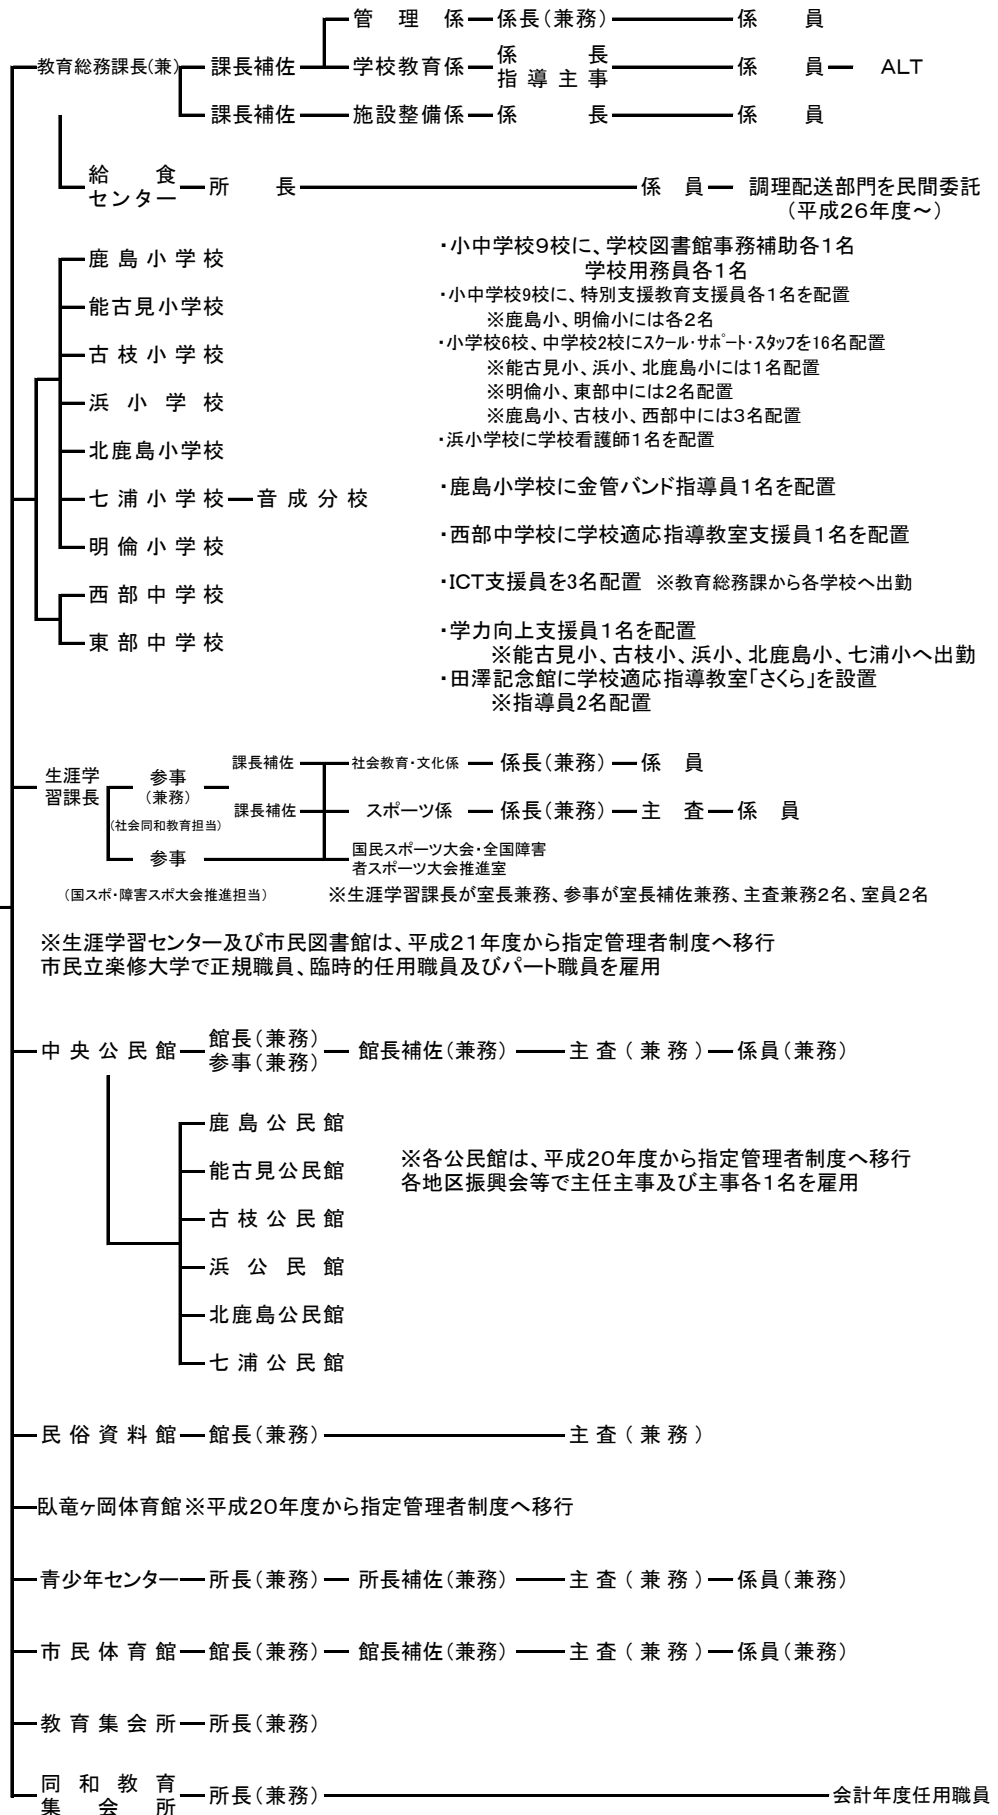 管理係 係長(兼務) 係員
教育総務課長(兼) 課長補佐 学校教育係 係長 指導主事 係員 ALT
課長補佐 施設整備係 係長 係員
給食センター 所長 係員 調理配送部門を民間委託
(平成26年度~)
鹿島小学校
・小中学校9校に、学校図書館事務補助各1名
学校用務員各1名
能古見小学校
・小中学校9校に、特別支援教育支援員各1名を配置
※鹿島小、明倫小には各2名
古枝小学校
・小学校6校、中学校2校にスクール・サポート・スタッフを16名配置
※能古見小、浜小、北鹿島小には1名配置
浜小学校
※明倫小、東部中には2名配置
※鹿島小、古枝小、西部中には3名配置
北鹿島小学校
・浜小学校に学校看護師1名を配置
七浦小学校 音成分校
・鹿島小学校に金管バンド指導員1名を配置
明倫小学校
・西部中学校に学校適応指導教室支援員1名を配置
西部中学校
・ICT支援員を3名配置 ※教育総務課から各学校へ出勤
東部中学校
・学力向上支援員1名を配置
※能古見小、古枝小、浜小、北鹿島小、七浦小へ出勤
・田澤記念館に学校適応指導教室「さくら」を設置
※指導員2名配置
生涯学習課長 参事(兼務) 課長補佐 社会教育・文化係 係長(兼務) 係員
課長補佐 スポーツ係 係長(兼務) 主査 係員
(社会同和教育担当)
参事 国民スポーツ大会・全国障害
者スポーツ大会推進室
(国スポ・障害スポ大会推進担当) ※生涯学習課長が室長兼務、参事が室長補佐兼務、主査兼務2名、室員2名
※生涯学習センター及び市民図書館は、平成21年度から指定管理者制度へ移行
市民立楽修大学で正規職員、臨時的任用職員及びパート職員を雇用
中央公民館 館長(兼務) 参事(兼務) 館長補佐(兼務) 主査(兼務) 係員(兼務)
鹿島公民館
能古見公民館
※各公民館は、平成20年度から指定管理者制度へ移行
各地区振興会等で主任主事及び主事各1名を雇用
古枝公民館
浜公民館
北鹿島公民館
七浦公民館
民俗資料館 館長(兼務) 主査(兼務)
臥竜ヶ岡体育館 ※平成20年度から指定管理者制度へ移行
青少年センター 所長(兼務) 所長補佐(兼務) 主査(兼務) 係員(兼務)
市民体育館 館長(兼務) 館長補佐(兼務) 主査(兼務) 係員(兼務)
教育集会所 所長(兼務)
同和教育集会所 所長(兼務) 会計年度任用職員